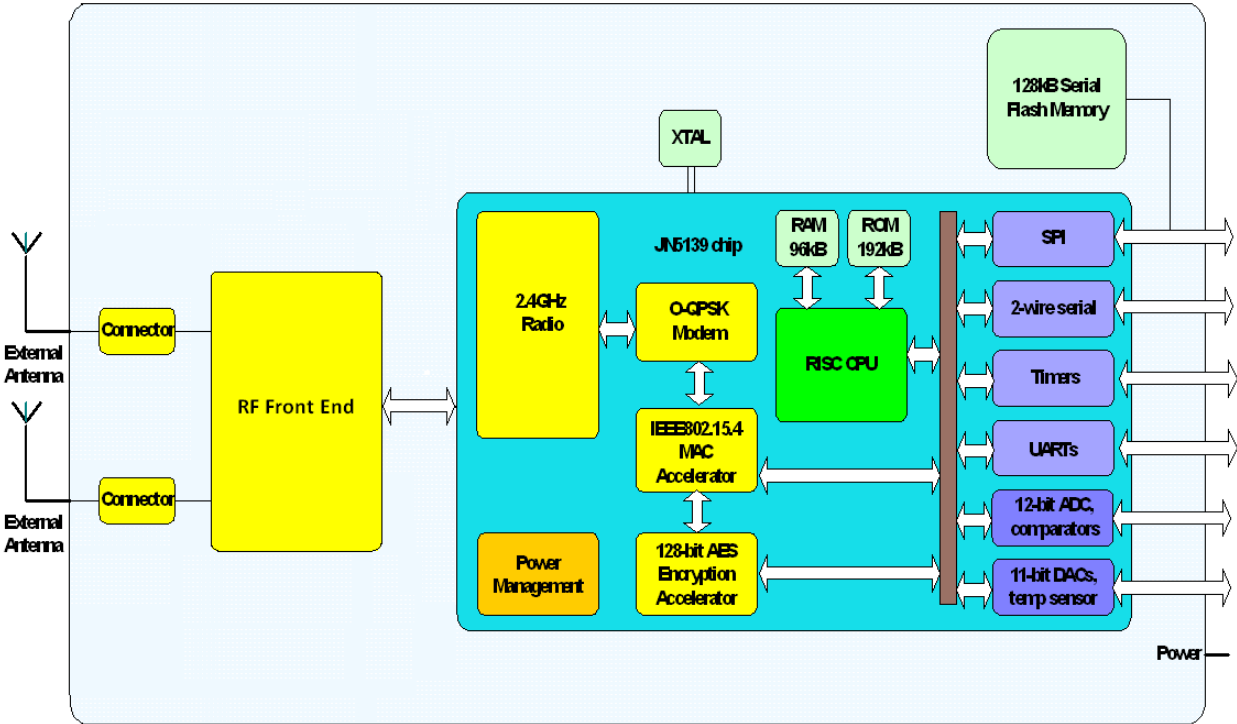 128kB Serial
Flash Memory
XTAL
JN5139 chip
RAM
96kB
ROM
192kB
SPI
2.4GHz
Radio
O-QPSK
Modem
2-wire serial
Connector
External
Antenna
RISC CPU
Timers
RF Front End
IEEE802.15.4
MAC
Accelerator
UARTs
Connector
External
Antenna
12-bit ADC,
comparators
Power
Management
128-bit AES
Encryption
Accelerator
11-bit DACs,
temp sensor
Power